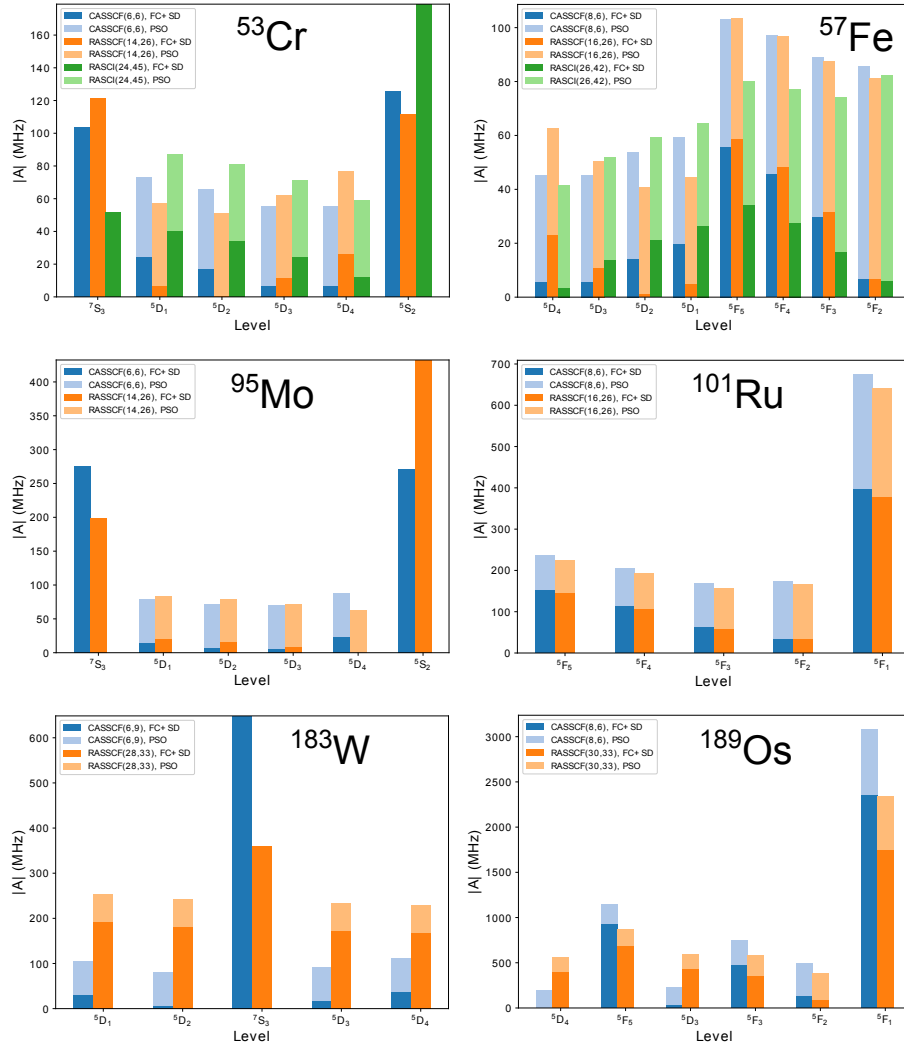 ⁵³Cr
CASSCF(6,6), FC+ SD
CASSCF(6,6), PSO
RASSCF(14,26), FC+ SD
RASSCF(14,26), PSO
RASCI(24,45), FC+ SD
RASCI(24,45), PSO
|A| (MHz)
160
140
120
100
80
60
40
20
0
⁷S₃ ⁵D₁ ⁵D₂ ⁵D₃ ⁵D₄ ⁵S₂
Level
⁵⁷Fe
CASSCF(8,6), FC+ SD
CASSCF(8,6), PSO
RASSCF(16,26), FC+ SD
RASSCF(16,26), PSO
RASCI(26,42), FC+ SD
RASCI(26,42), PSO
|A| (MHz)
100
80
60
40
20
0
⁵D₄ ⁵D₃ ⁵D₂ ⁵D₁ ⁵F₅ ⁵F₄ ⁵F₃ ⁵F₂
Level
⁹⁵Mo
CASSCF(6,6), FC+ SD
CASSCF(6,6), PSO
RASSCF(14,26), FC+ SD
RASSCF(14,26), PSO
|A| (MHz)
400
350
300
250
200
150
100
50
0
⁷S₃ ⁵D₁ ⁵D₂ ⁵D₃ ⁵D₄ ⁵S₂
Level
¹⁰¹Ru
CASSCF(8,6), FC+ SD
CASSCF(8,6), PSO
RASSCF(16,26), FC+ SD
RASSCF(16,26), PSO
|A| (MHz)
700
600
500
400
300
200
100
0
⁵F₅ ⁵F₄ ⁵F₃ ⁵F₂ ⁵F₁
Level
¹⁸³W
CASSCF(6,9), FC+ SD
CASSCF(6,9), PSO
RASSCF(28,33), FC+ SD
RASSCF(28,33), PSO
|A| (MHz)
600
500
400
300
200
100
0
⁵D₁ ⁵D₂ ⁷S₃ ⁵D₃ ⁵D₄
Level
¹⁸⁹Os
CASSCF(8,6), FC+ SD
CASSCF(8,6), PSO
RASSCF(30,33), FC+ SD
RASSCF(30,33), PSO
|A| (MHz)
3000
2500
2000
1500
1000
500
0
⁵D₄ ⁵F₅ ⁵D₃ ⁵F₃ ⁵F₂ ⁵F₁
Level